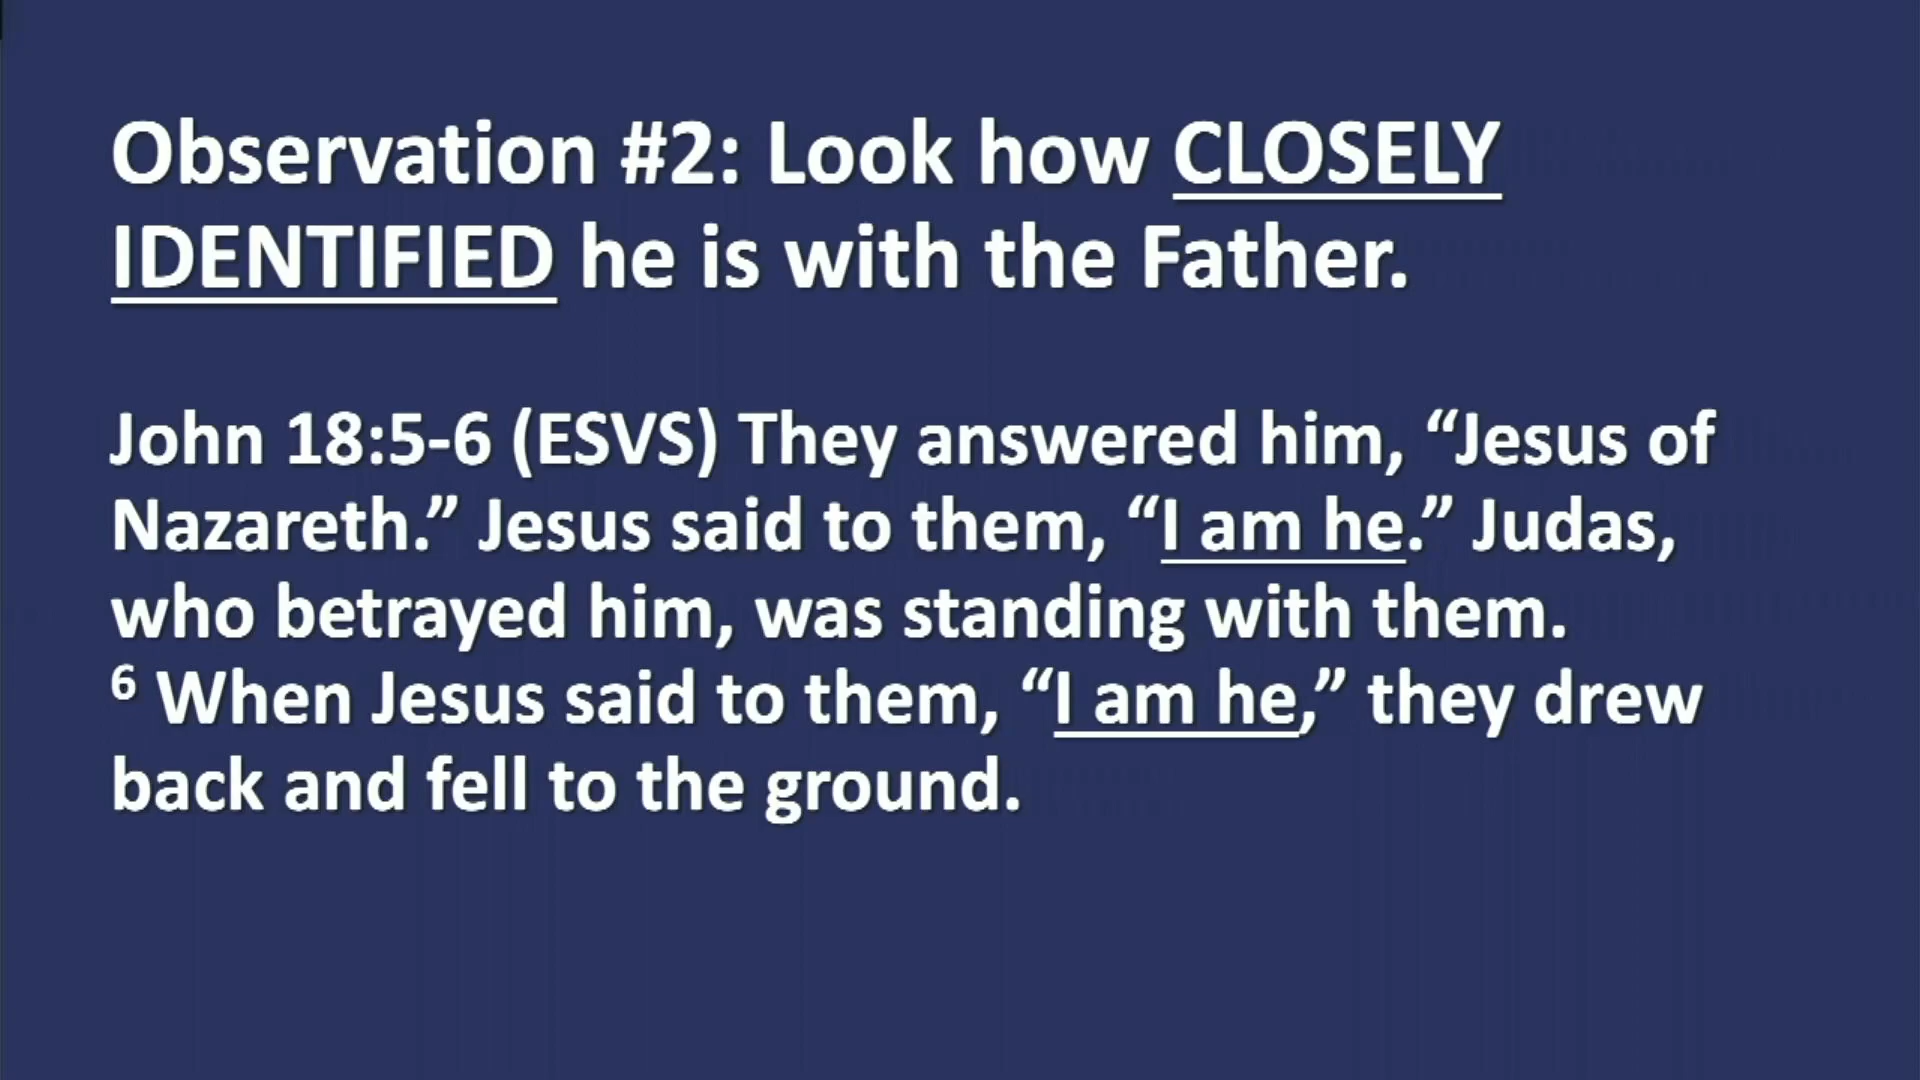 Observation #2: Look how CLOSELY
IDENTIFIED he is with the Father.
John 18:5-6 (ESVS) They answered him, “Jesus of
Nazareth.” Jesus said to them, “I am he.” Judas,
who betrayed him, was standing with them.
6 When Jesus said to them, “I am he,” they drew
back and fell to the ground.